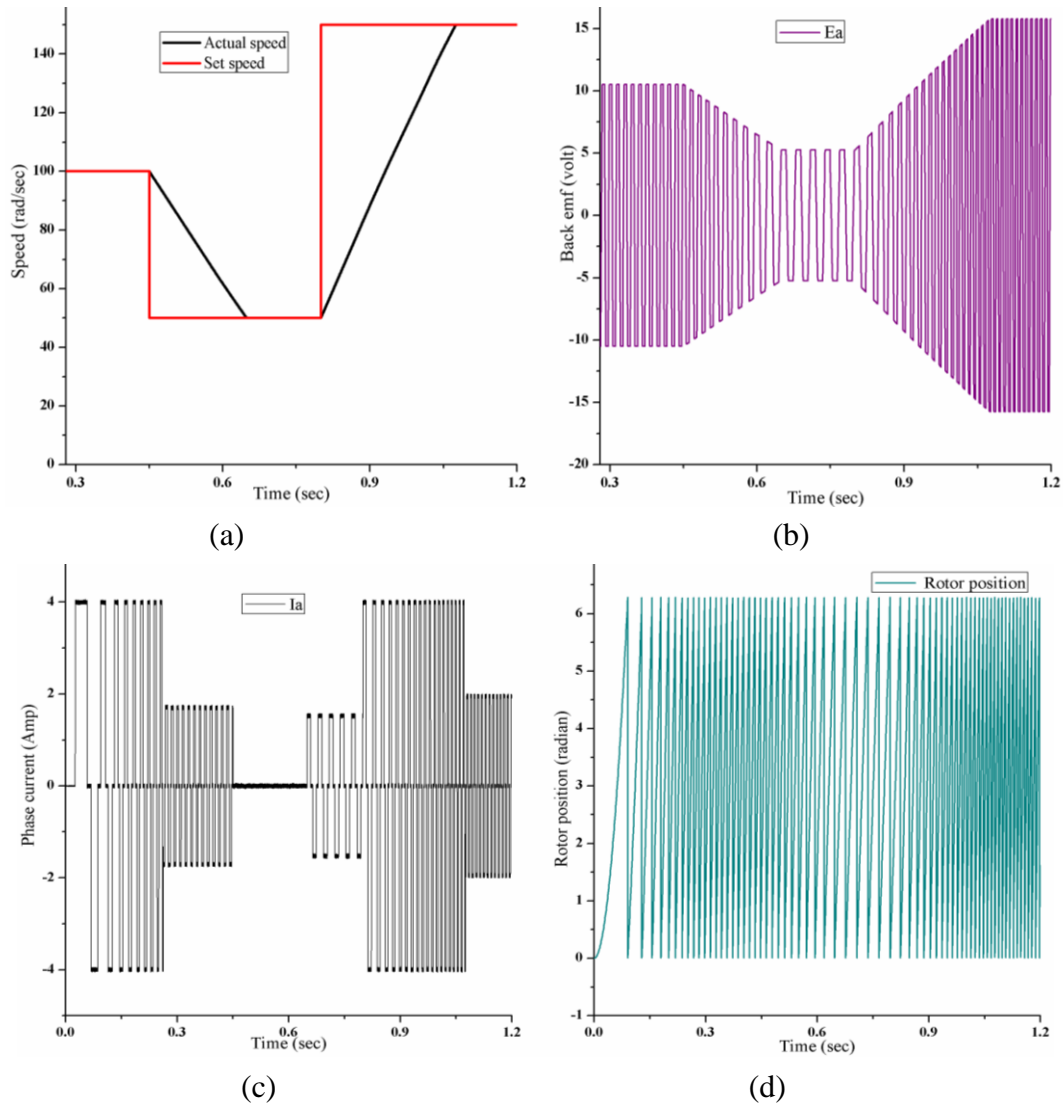 Actual speed
Set speed
Speed (rad/sec)
140
120
100
80
60
40
20
0
0.3
0.6
0.9
1.2
Time (sec)
(a)
Ea
Back emf (volt)
15
10
5
0
-5
-10
-15
-20
0.3
0.6
0.9
1.2
Time (sec)
(b)
Ia
Phase current (Amp)
4
2
0
-2
-4
0.0
0.3
0.6
0.9
1.2
Time (sec)
(c)
Rotor position
Rotor position (radian)
6
5
4
3
2
1
0
-1
0.0
0.3
0.6
0.9
1.2
Time (sec)
(d)